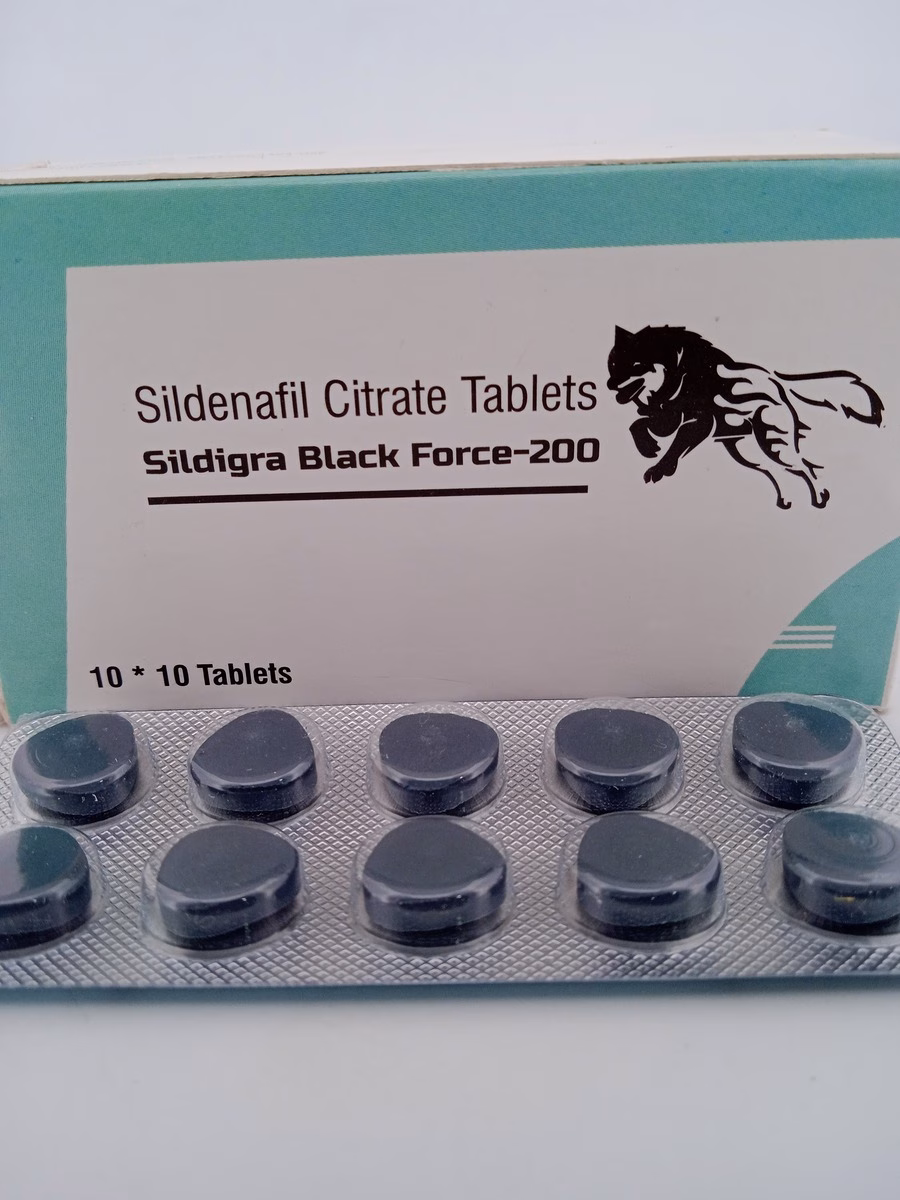 Sildenafil Citrate Tablets
Sildigra Black Force-200
10 * 10 Tablets